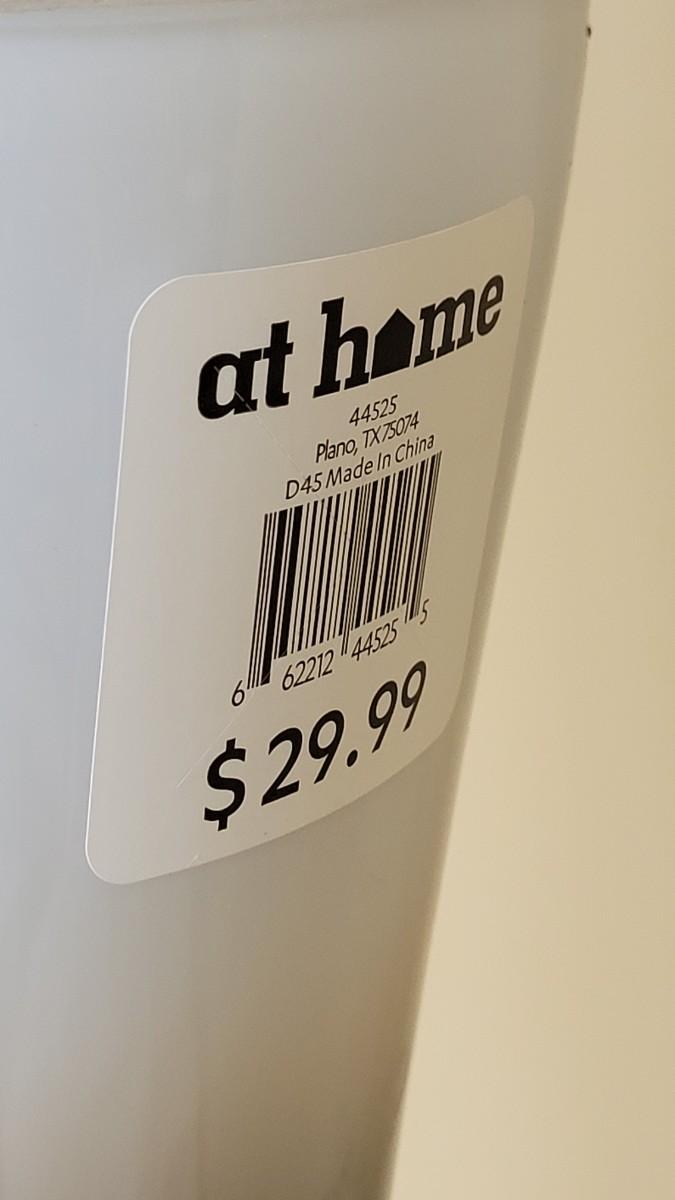 at home
44525
Plano, TX 75074
D45 Made In China
6 62212 44525 5
$29.99